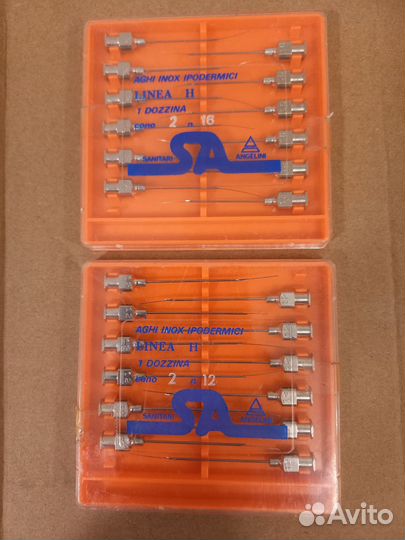 AGHI INOX IPODERMICI
LINEA H
1 DOZZINA
cono 2 n. 16
SA
SANITARI ANGELINI
AGHI INOX-IPODERMICI
LINEA H
1 DOZZINA
cono 2 n. 12
SA
SANITARI ANGELINI
Avito